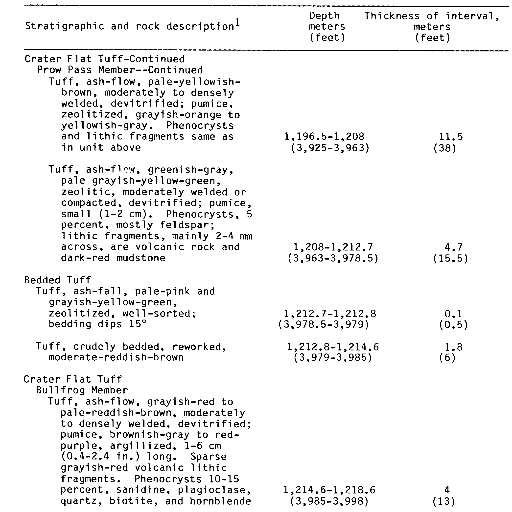 Depth Thickness of interval,
Stratigraphic and rock description1 meters meters
(feet) (feet)
Crater Flat Tuff-Continued
Prow Pass Member--Continued
Tuff, ash-flow, pale-yellowish-
brown, moderately to densely
welded, devitrified; pumice,
zeolitized, grayish-orange to
yellowish-gray. Phenocrysts
and lithic fragments same as 1,196.5-1,208 11.5
in unit above (3,925-3,963) (38)
Tuff, ash-flow, greenish-gray,
pale grayish-yellow-green,
zeolitic, moderately welded or
compacted, devitrified; pumice,
small (1-2 cm). Phenocrysts, 5
percent, mostly feldspar;
lithic fragments, mainly 2-4 mm
across, are volcanic rock and 1,208-1,212.7 4.7
dark-red mudstone (3,963-3,978.5) (15.5)
Bedded Tuff
Tuff, ash-fall, pale-pink and
grayish-yellow-green,
zeolitized, well-sorted; 1,212.7-1,212.8 0.1
bedding dips 15° (3,978.5-3,979) (0.5)
Tuff, crudely bedded, reworked, 1,212.8-1,214.6 1.8
moderate-reddish-brown (3,979-3,985) (6)
Crater Flat Tuff
Bullfrog Member
Tuff, ash-flow, grayish-red to
pale-reddish-brown, moderately
to densely welded, devitrified;
pumice, brownish-gray to red-
purple, argillized, 1-6 cm
(0.4-2.4 in.) long. Sparse
grayish-red volcanic lithic
fragments. Phenocrysts 10-15
percent, sanidine, plagioclase, 1,214.6-1,218.6 4
quartz, biotite, and hornblende (3,985-3,998) (13)